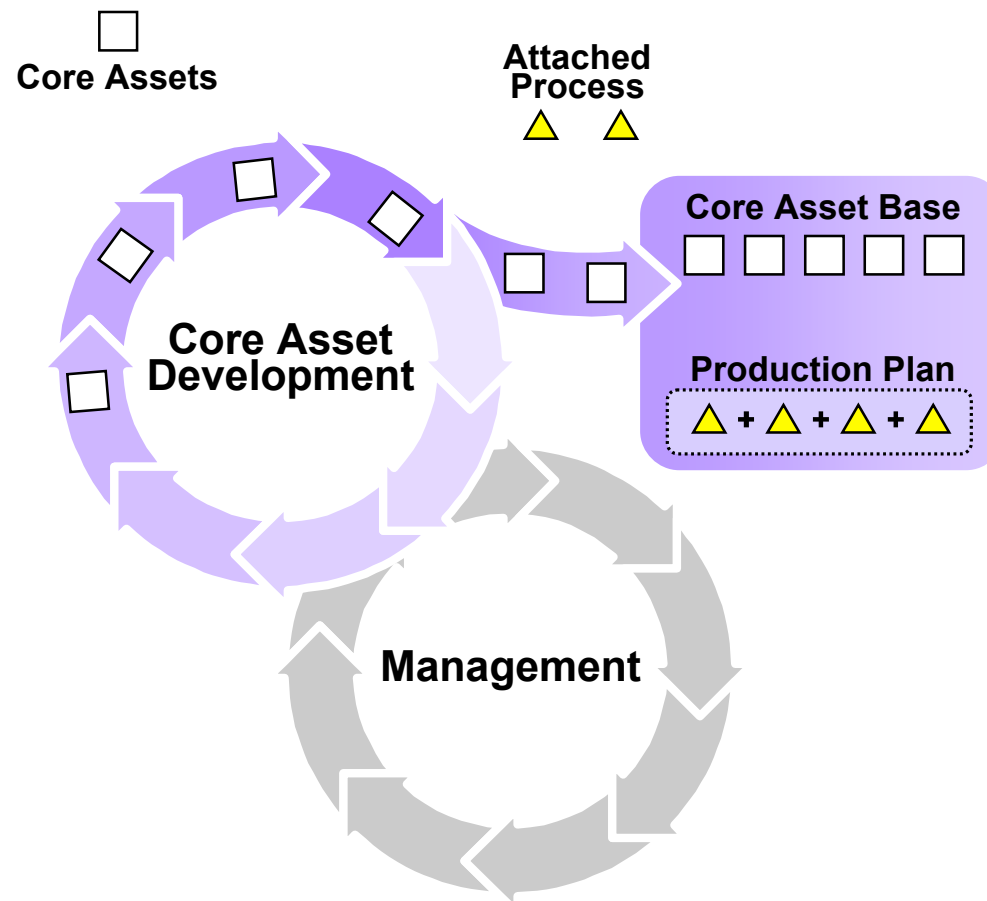 Core Assets
Attached
Process
Core Asset Base
Core Asset
Development
Production Plan
+ + +
Management